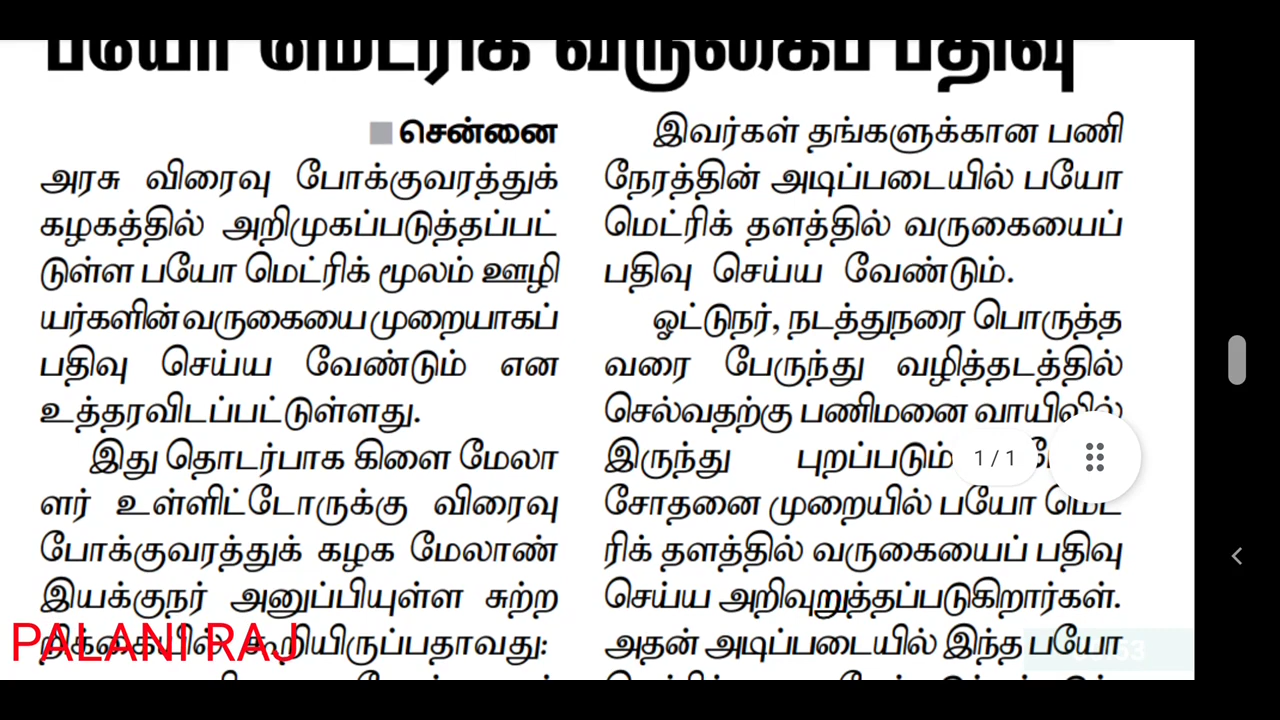 பயோ மெட்ரிக் வருகைப் பதிவு
சென்னை
அரசு விரைவு போக்குவரத்துக்
கழகத்தில் அறிமுகப்படுத்தப்பட்
டுள்ள பயோ மெட்ரிக் மூலம் ஊழி
யர்களின் வருகையை முறையாகப்
பதிவு செய்ய வேண்டும் என
உத்தரவிடப்பட்டுள்ளது.
இது தொடர்பாக கிளை மேலா
ளர் உள்ளிட்டோருக்கு விரைவு
போக்குவரத்துக் கழக மேலாண்
இயக்குநர் அனுப்பியுள்ள சுற்ற
றிக்கையில் கூறியிருப்பதாவது:
இவர்கள் தங்களுக்கான பணி
நேரத்தின் அடிப்படையில் பயோ
மெட்ரிக் தளத்தில் வருகையைப்
பதிவு செய்ய வேண்டும்.
ஓட்டுநர், நடத்துநரை பொருத்த
வரை பேருந்து வழித்தடத்தில்
செல்வதற்கு பணிமனை வாயிலில்
இருந்து புறப்படும்
சோதனை முறையில் பயோ மெட்
ரிக் தளத்தில் வருகையைப் பதிவு
செய்ய அறிவுறுத்தப்படுகிறார்கள்.
அதன் அடிப்படையில் இந்த பயோ
1 / 1
PALANI RAJ